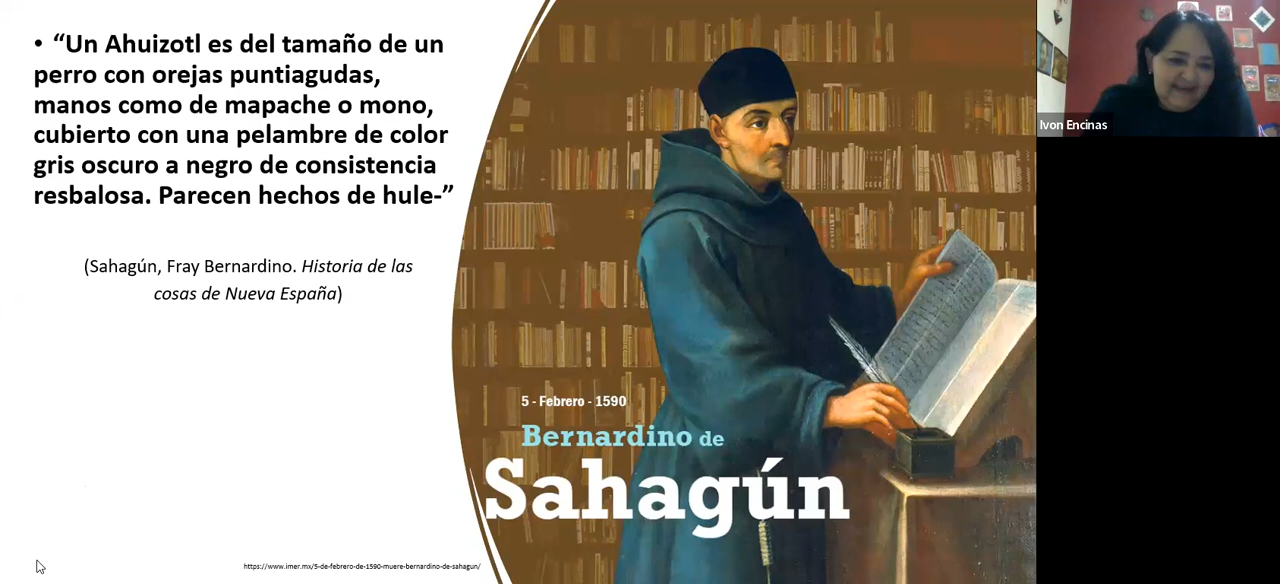 • “Un Ahuizotl es del tamaño de un
perro con orejas puntiagudas,
manos como de mapache o mono,
cubierto con una pelambre de color
gris oscuro a negro de consistencia
resbalosa. Parecen hechos de hule-”
(Sahagún, Fray Bernardino. Historia de las
cosas de Nueva España)
5 - Febrero - 1590
Bernardino de
Sahagún
https://www.imer.mx/5-de-febrero-de-1590-muere-bernardino-de-sahagun/
Ivon Encinas